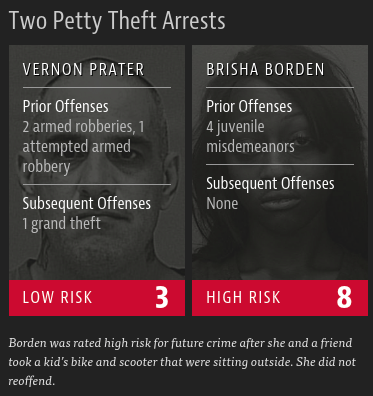 Two Petty Theft Arrests
VERNON PRATER
Prior Offenses
2 armed robberies, 1
attempted armed
robbery
Subsequent Offenses
1 grand theft
LOW RISK 3
BRISHA BORDEN
Prior Offenses
4 juvenile
misdemeanors
Subsequent Offenses
None
HIGH RISK 8
Borden was rated high risk for future crime after she and a friend
took a kid's bike and scooter that were sitting outside. She did not
reoffend.